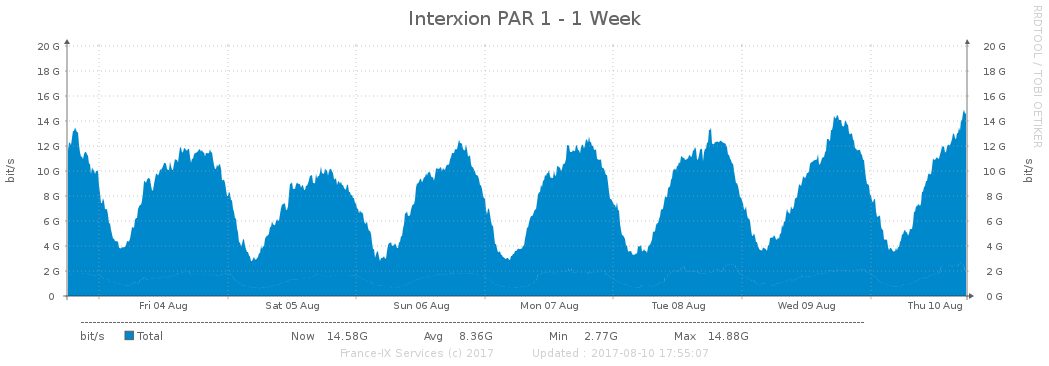 Interxion PAR 1 - 1 Week
RRDTOOL / TOBI OETIKER
bit/s
20 G 20 G
18 G 18 G
16 G 16 G
14 G 14 G
12 G 12 G
10 G 10 G
8 G 8 G
6 G 6 G
4 G 4 G
2 G 2 G
0 0 G
bit/s
Fri 04 Aug Sat 05 Aug Sun 06 Aug Mon 07 Aug Tue 08 Aug Wed 09 Aug Thu 10 Aug
bit/s Total Now 14.58G Avg 8.36G Min 2.77G Max 14.88G
France-IX Services (c) 2017 Updated : 2017-08-10 17:55:07